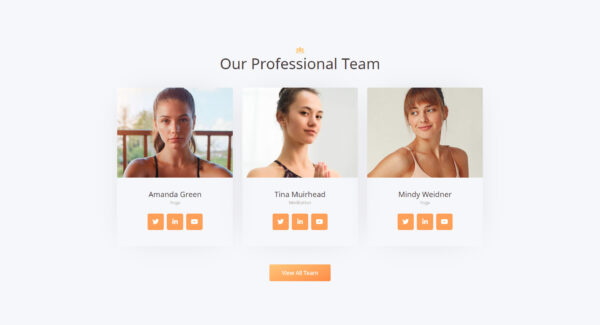 Our Professional Team
Amanda Green
Yoga
Tina Muirhead
Meditation
Mindy Weidner
Yoga
View All Team